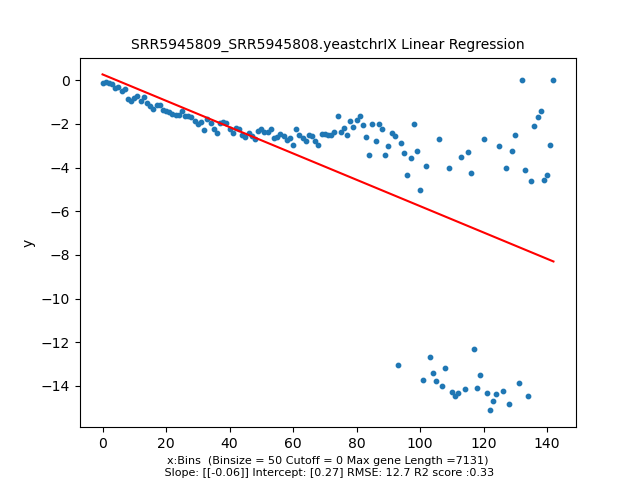 SRR5945809_SRR5945808.yeastchrIX Linear Regression
0
−2
−4
−6
−8
−10
−12
−14
y
0 20 40 60 80 100 120 140
x:Bins  (Binsize = 50 Cutoff = 0 Max gene Length =7131)
Slope: [[-0.06]] Intercept: [0.27] RMSE: 12.7 R2 score :0.33